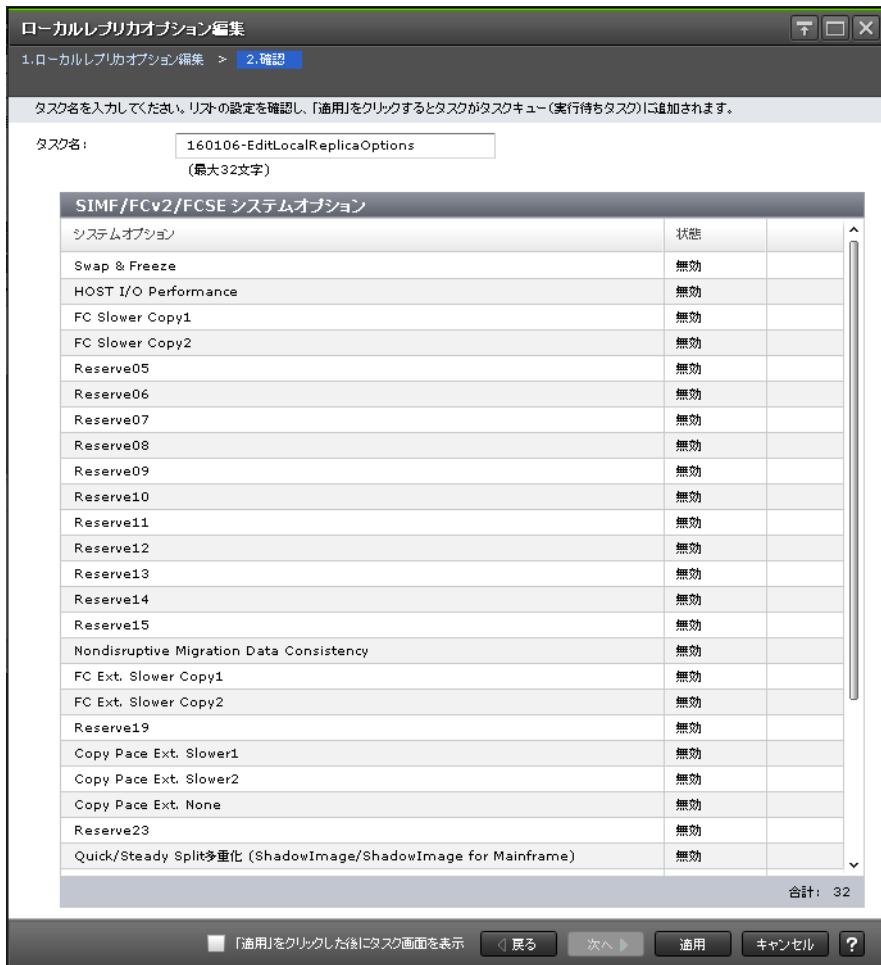 ローカルレプリカオプション編集
1.ローカルレプリカオプション編集 > 2.確認
タスク名を入力してください。リストの設定を確認し、「適用」をクリックするとタスクがタスクキュー(実行待ちタスク)に追加されます。
タスク名: 160106-EditLocalReplicaOptions
(最大32文字)
SIMF/FCv2/FCSE システムオプション
システムオプション 状態
Swap & Freeze 無効
HOST I/O Performance 無効
FC Slower Copy1 無効
FC Slower Copy2 無効
Reserve05 無効
Reserve06 無効
Reserve07 無効
Reserve08 無効
Reserve09 無効
Reserve10 無効
Reserve11 無効
Reserve12 無効
Reserve13 無効
Reserve14 無効
Reserve15 無効
Nondisruptive Migration Data Consistency 無効
FC Ext. Slower Copy1 無効
FC Ext. Slower Copy2 無効
Reserve19 無効
Copy Pace Ext. Slower1 無効
Copy Pace Ext. Slower2 無効
Copy Pace Ext. None 無効
Reserve23 無効
Quick/Steady Split多重化 (ShadowImage/ShadowImage for Mainframe) 無効
合計: 32
「適用」をクリックした後にタスク画面を表示 戻る 次へ 適用 キャンセル ?